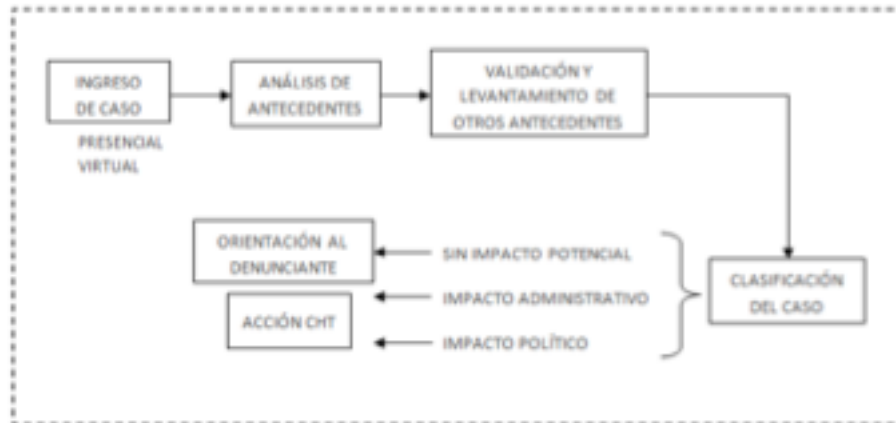 INGRESO
DE CASO
PRESENCIAL
VIRTUAL
ANÁLISIS DE
ANTECEDENTES
VALIDACIÓN Y
LEVANTAMIENTO DE
OTROS ANTECEDENTES
CLASIFICACIÓN
DEL CASO
SIN IMPACTO POTENCIAL
IMPACTO ADMINISTRATIVO
IMPACTO POLÍTICO
ORIENTACIÓN AL
DENUNCIANTE
ACCIÓN CHT